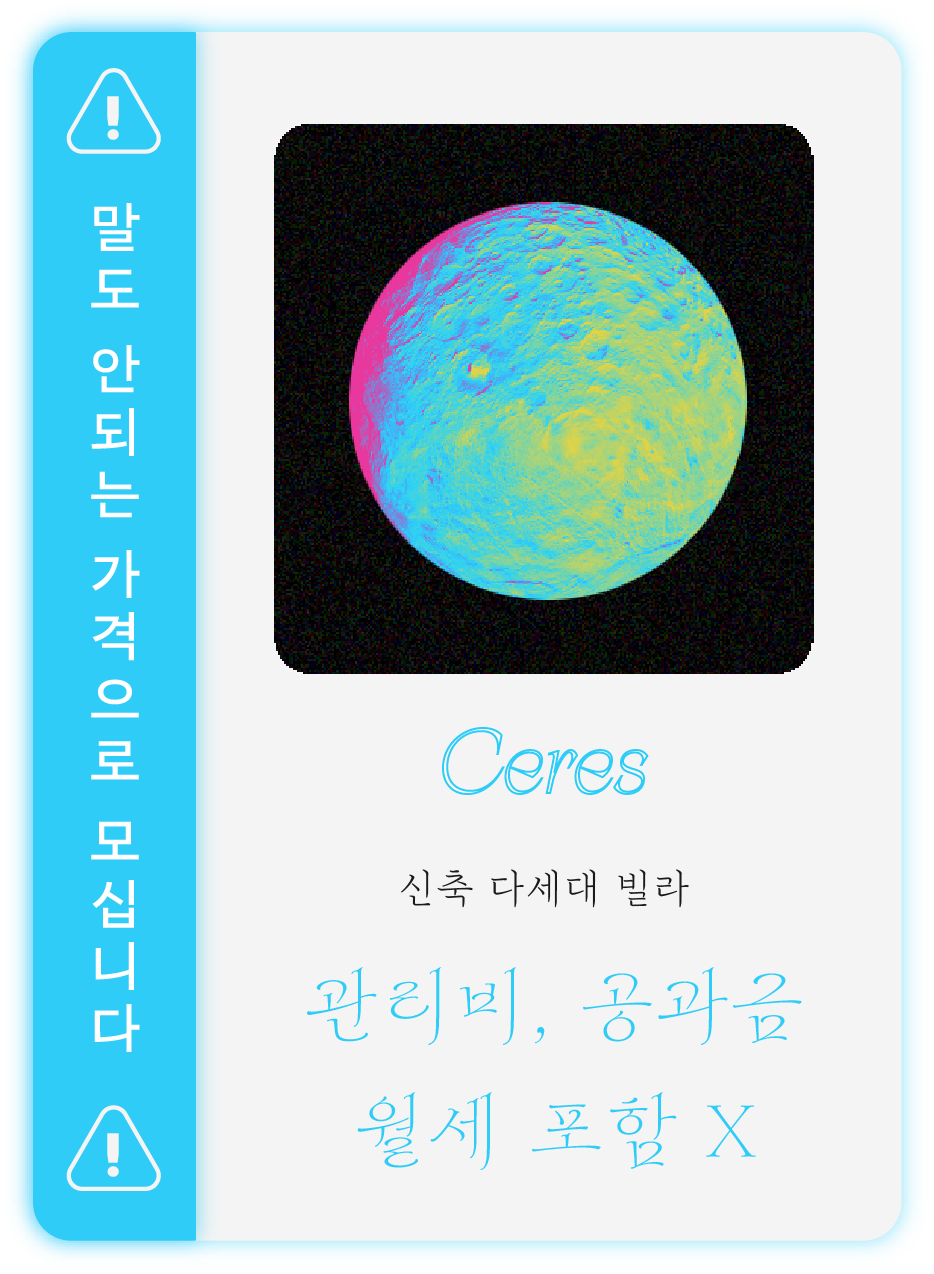 말도 안되는 가격으로 모십니다
Ceres
신축 다세대 빌라
관리비, 공과금
월세 포함 X